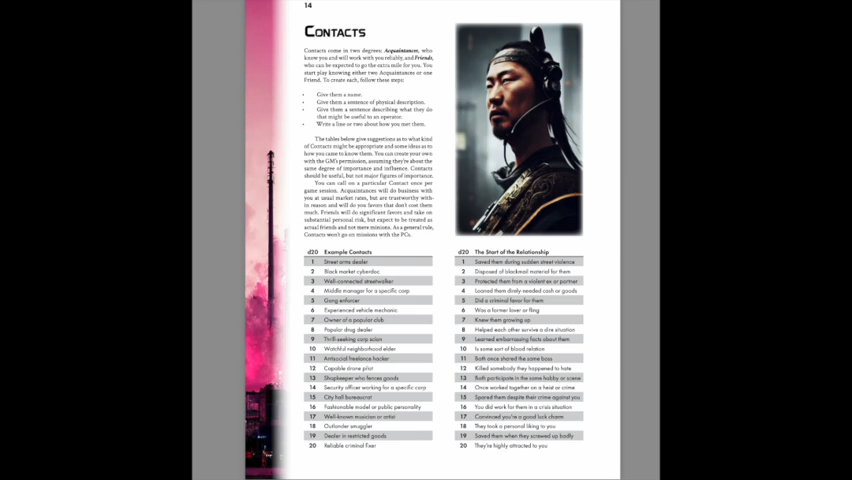 14
CONTACTS
Contacts come in two degrees: Acquaintances, who
know you and will work with you reliably, and Friends,
who can be expected to go the extra mile for you. You
start play knowing either two Acquaintances or one
Friend. To create each, follow these steps:
• Give them a name.
• Give them a sentence of physical description.
• Give them a sentence describing what they do
that might be useful to an operator.
• Write a line or two about how you met them.
The tables below give suggestions as to what kind
of Contacts might be appropriate and some ideas as to
how you came to know them. You can create your own
with the GM's permission, assuming they're about the
same degree of importance and influence. Contacts
should be useful, but not major figures of importance.
You can call on a particular Contact once per
game session. Acquaintances will do business with
you at usual market rates, but are trustworthy with-
in reason and will do you favors that don't cost them
much. Friends will do significant favors and take on
substantial personal risk, but expect to be treated as
actual friends and not mere minions. As a general rule,
Contacts won't go on missions with the PCs.
d20 Example Contacts
1 Street arms dealer
2 Black market cyberdoc
3 Well-connected streetwalker
4 Middle manager for a specific corp
5 Gang enforcer
6 Experienced vehicle mechanic
7 Owner of a popular club
8 Popular drug dealer
9 Thrill-seeking corp scion
10 Watchful neighborhood elder
11 Antisocial freelance hacker
12 Capable drone pilot
13 Shopkeeper who fences goods
14 Security officer working for a specific corp
15 City hall bureaucrat
16 Fashionable model or public personality
17 Well-known musician or artist
18 Outlander smuggler
19 Dealer in restricted goods
20 Reliable criminal fixer
d20 The Start of the Relationship
1 Saved them during sudden street violence
2 Disposed of blackmail material for them
3 Protected them from a violent ex or partner
4 Loaned them direly-needed cash or goods
5 Did a criminal favor for them
6 Was a former lover or fling
7 Knew them growing up
8 Helped each other survive a dire situation
9 Learned embarrassing facts about them
10 Is some sort of blood relation
11 Both once shared the same boss
12 Killed somebody they happened to hate
13 Both participate in the same hobby or scene
14 Once worked together on a heist or crime
15 Spared them despite their crime against you
16 You did work for them in a crisis situation
17 Convinced you're a good luck charm
18 They took a personal liking to you
19 Saved them when they screwed up badly
20 They're highly attracted to you